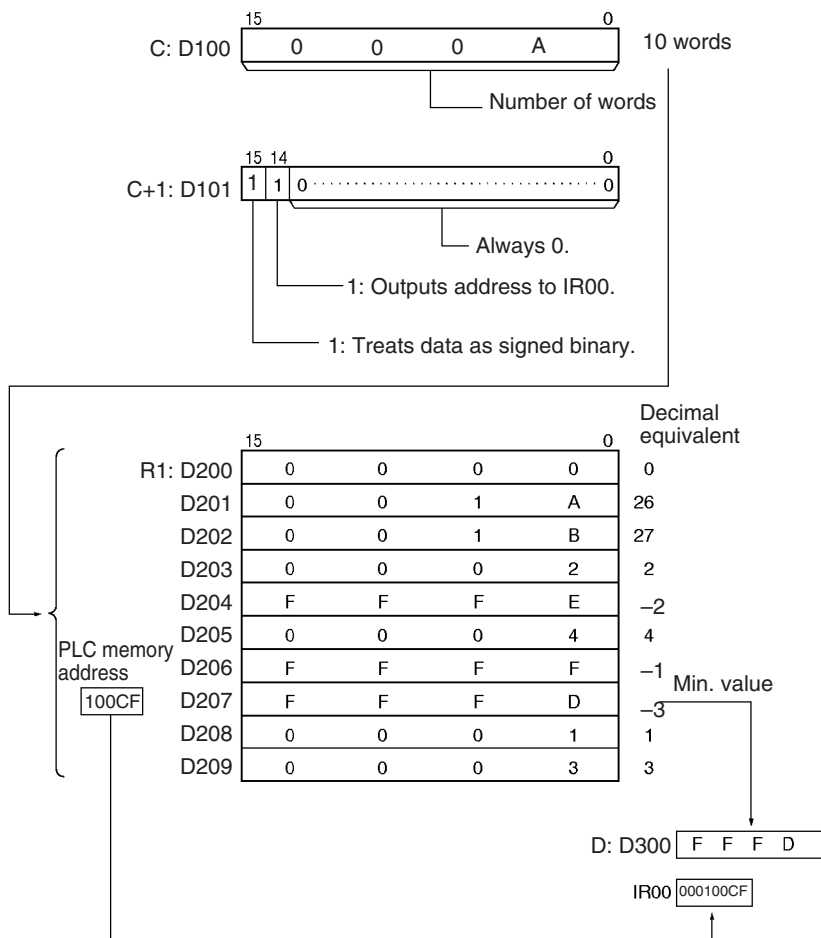 15 0
C: D100 0 0 0 A 10 words
Number of words
15 14 0
C+1: D101 1 1 0 ········································ 0
Always 0.
1: Outputs address to IR00.
1: Treats data as signed binary.
Decimal
equivalent
15 0
R1: D200 0 0 0 0 0
D201 0 0 1 A 26
D202 0 0 1 B 27
D203 0 0 0 2 2
D204 F F F E –2
D205 0 0 0 4 4
PLC memory
address
D206 F F F F –1
Min. value
100CF
D207 F F F D –3
D208 0 0 0 1 1
D209 0 0 0 3 3
D: D300 F F F D
IR00 000100CF